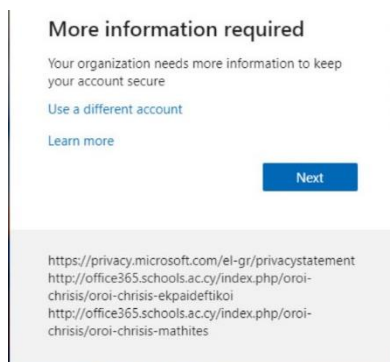 More information required
Your organization needs more information to keep
your account secure
Use a different account
Learn more
Next
https://privacy.microsoft.com/el-gr/privacystatement
http://office365.schools.ac.cy/index.php/oroi-
chrisis/oroi-chrisis-ekpaideftikoi
http://office365.schools.ac.cy/index.php/oroi-
chrisis/oroi-chrisis-mathites